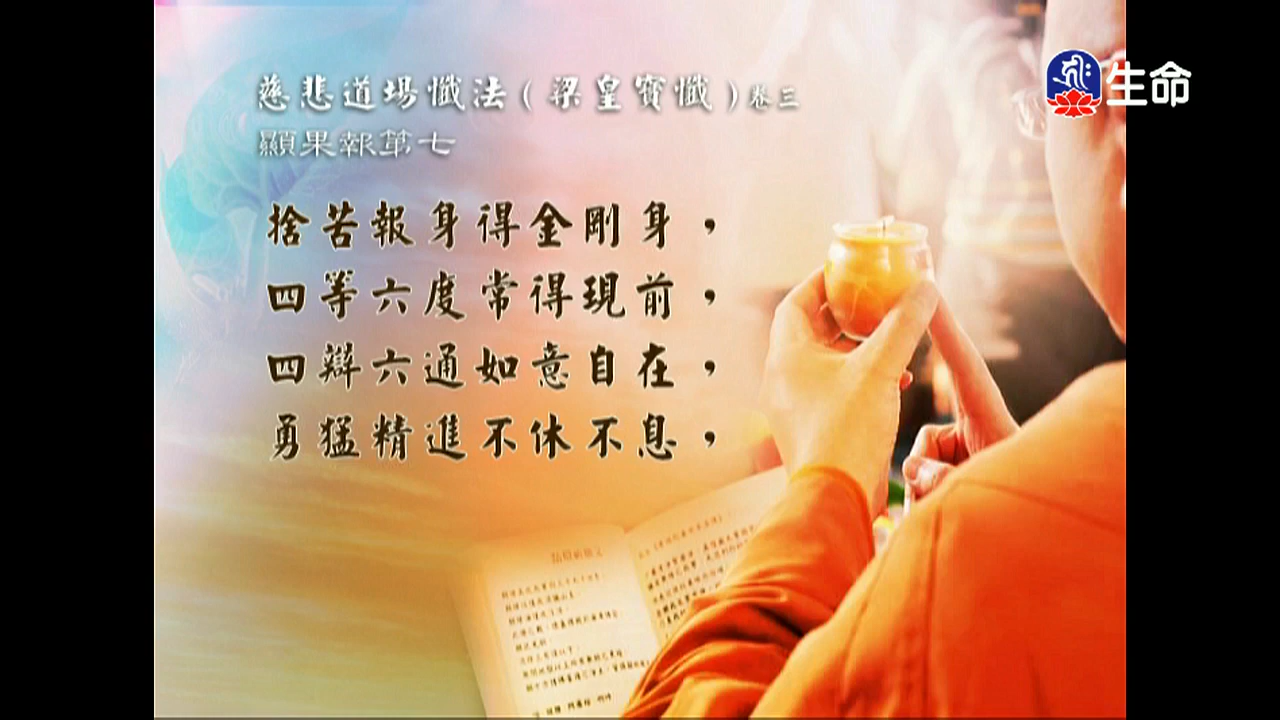 慈悲道場懺法(梁皇寶懺)卷三
生命
顯果報第七
捨苦報身得金剛身，
四等六度常得現前，
四辯六通如意自在，
勇猛精進不休不息，